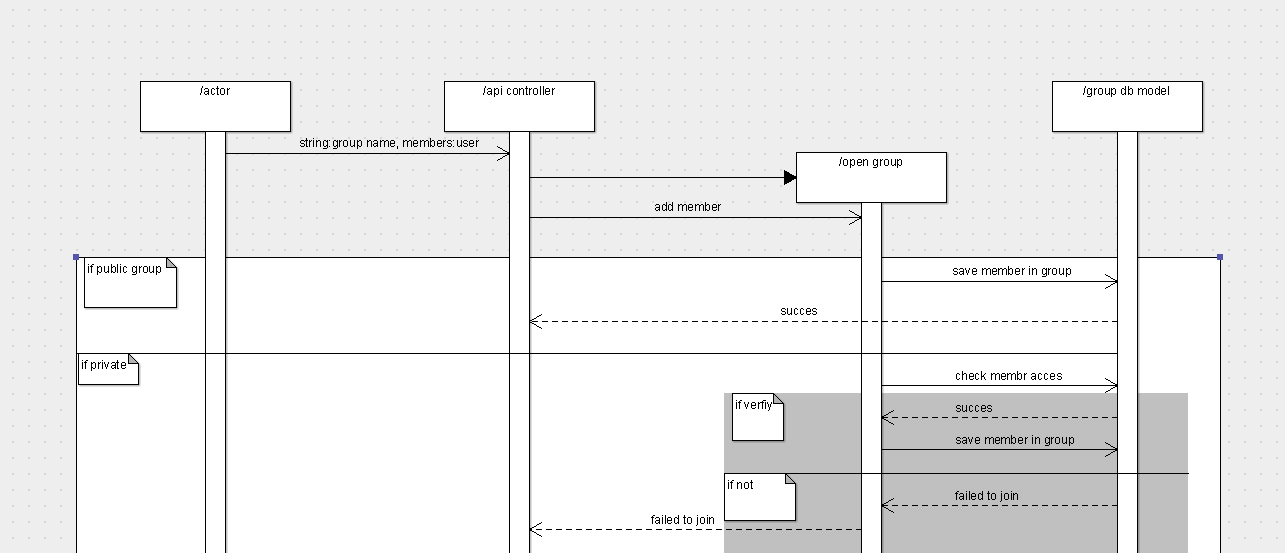 /actor
/api controller
/group db model
string:group name, members:user
/open group
add member
if public group
save member in group
succes
if private
check membr acces
if verfiy
succes
save member in group
if not
failed to join
failed to join